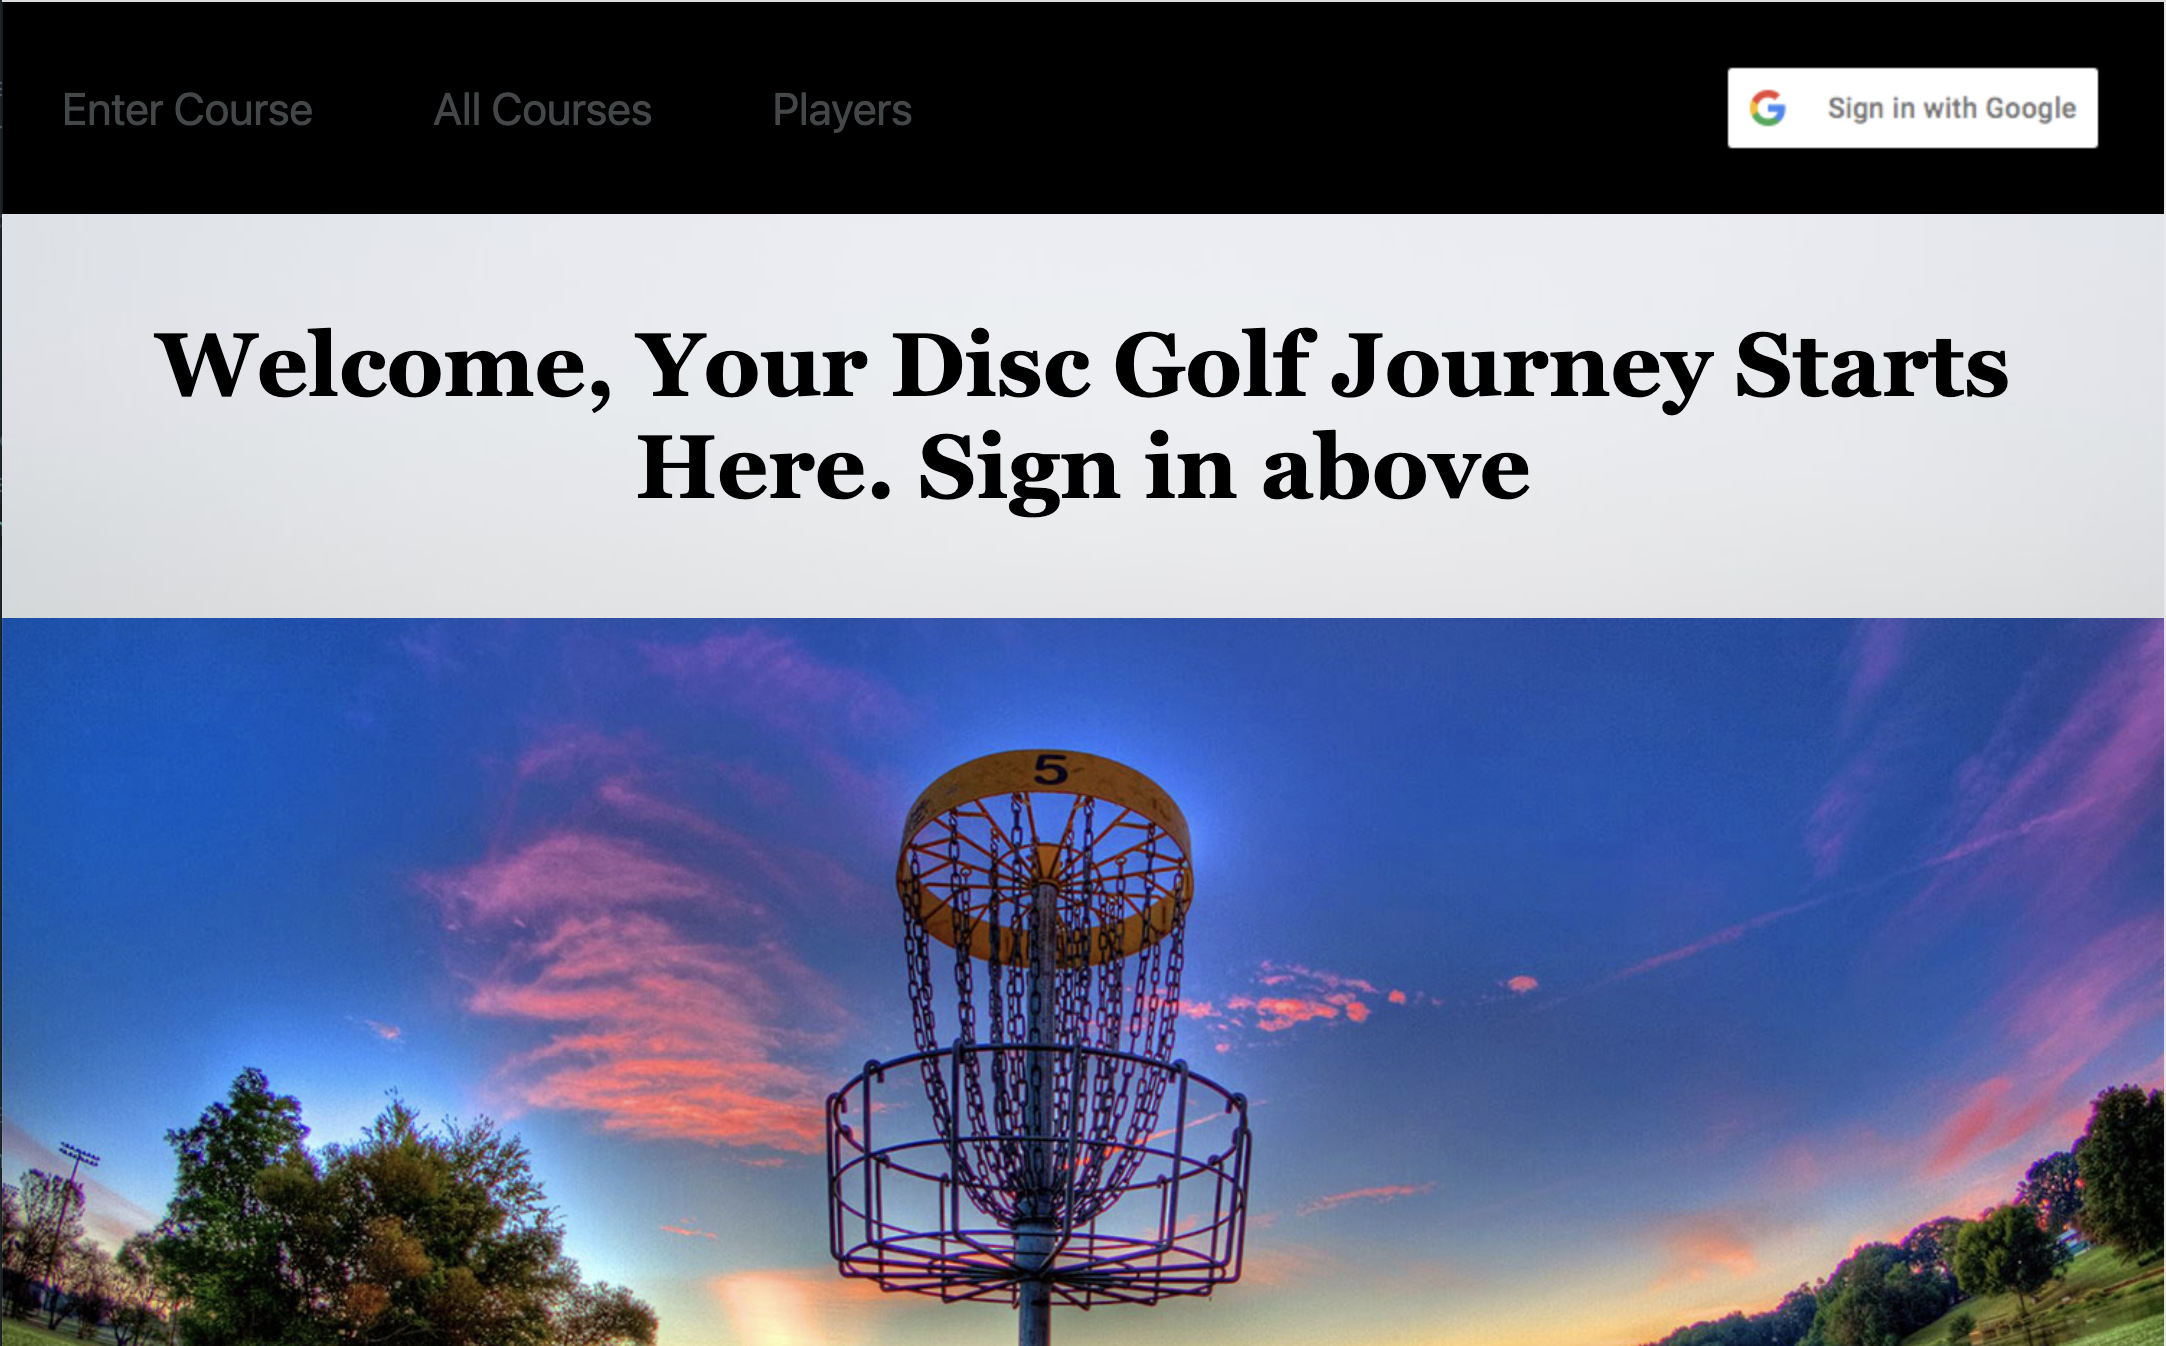 Enter Course
All Courses
Players
Sign in with Google
Welcome, Your Disc Golf Journey Starts
Here. Sign in above
5